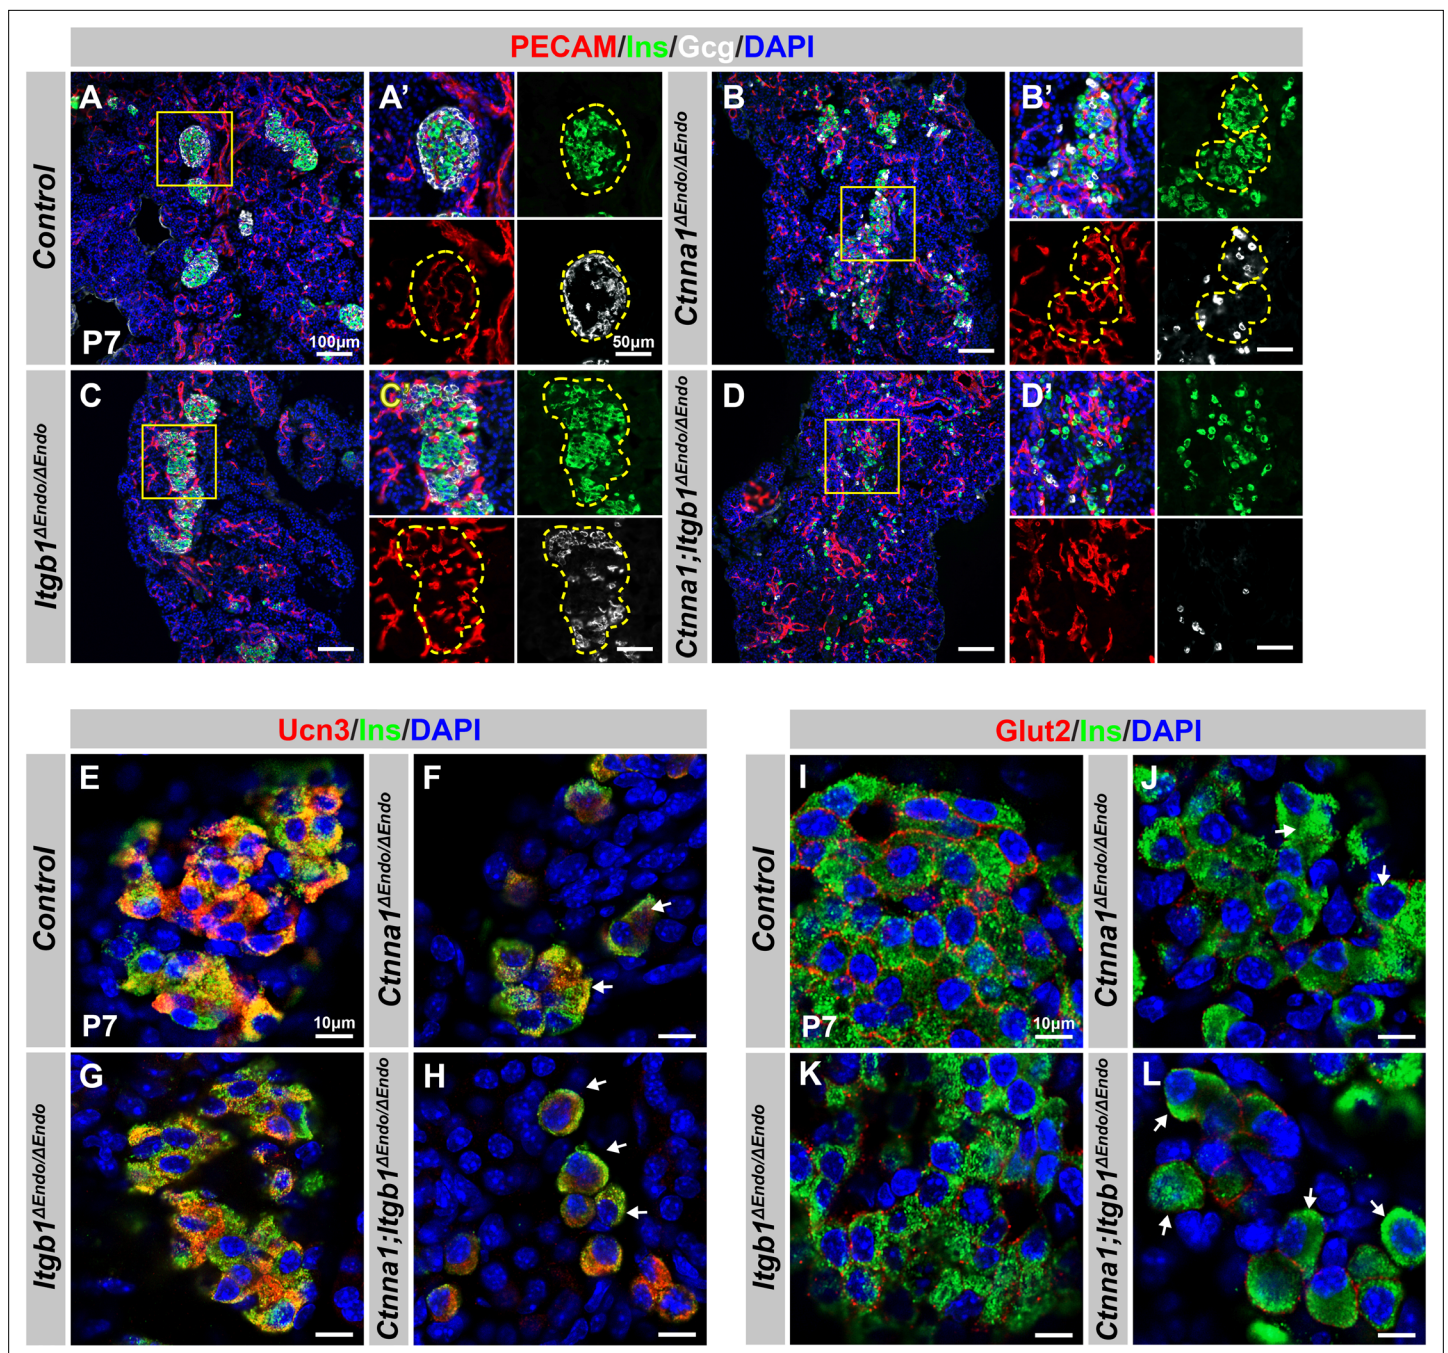 PECAM/Ins/Gcg/DAPI
Control
A
P7
100µm
A’
50µm
Ctnna1ΔEndo/ΔEndo
B
B’
Itgb1ΔEndo/ΔEndo
C
C’
Ctnna1;Itgb1ΔEndo/ΔEndo
D
D’
Ucn3/Ins/DAPI
Control
E
P7
10µm
Ctnna1ΔEndo/ΔEndo
F
Itgb1ΔEndo/ΔEndo
G
Ctnna1;Itgb1ΔEndo/ΔEndo
H
Glut2/Ins/DAPI
Control
I
P7
10µm
Ctnna1ΔEndo/ΔEndo
J
Itgb1ΔEndo/ΔEndo
K
Ctnna1;Itgb1ΔEndo/ΔEndo
L